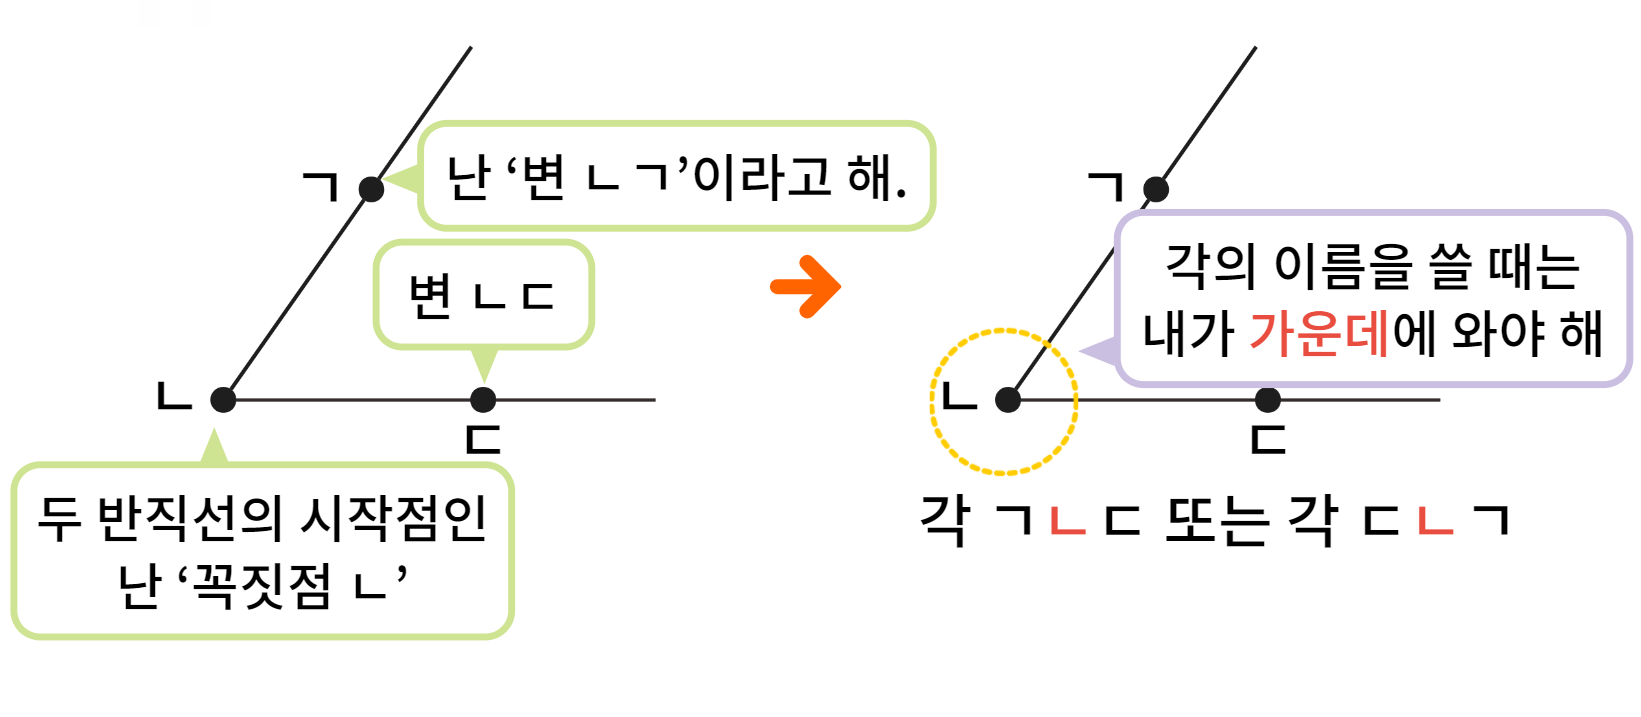 ㄱ
난 ‘변 ㄴㄱ’이라고 해.
변 ㄴㄷ
ㄴ
ㄷ
두 반직선의 시작점인
난 ‘꼭짓점 ㄴ’
ㄱ
각의 이름을 쓸 때는
내가 가운데에 와야 해
ㄴ
ㄷ
각 ㄱㄴㄷ 또는 각 ㄷㄴㄱ